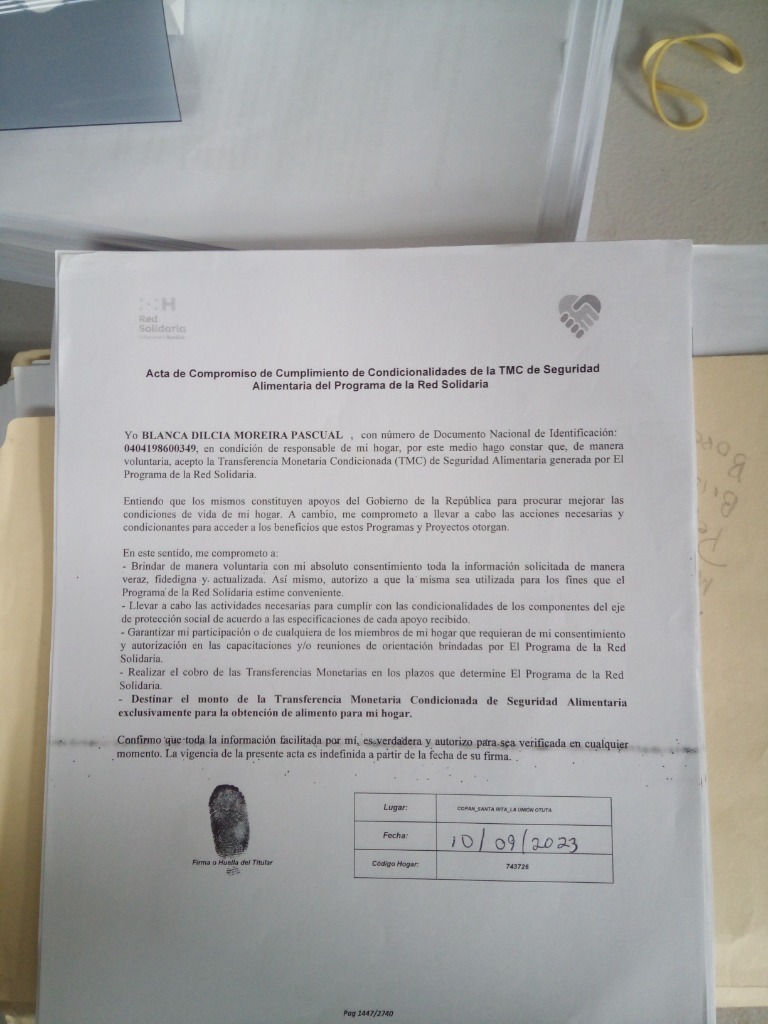 Red
Solidaria
Acta de Compromiso de Cumplimiento de Condicionalidades de la TMC de Seguridad
Alimentaria del Programa de la Red Solidaria
Yo BLANCA DILCIA MOREIRA PASCUAL , con número de Documento Nacional de Identificación:
0404198600349, en condición de responsable de mi hogar, por este medio hago constar que, de manera
voluntaria, acepto la Transferencia Monetaria Condicionada (TMC) de Seguridad Alimentaria generada por El
Programa de la Red Solidaria.
Entiendo que los mismos constituyen apoyos del Gobierno de la República para procurar mejorar las
condiciones de vida de mi hogar. A cambio, me comprometo a llevar a cabo las acciones necesarias y
condicionantes para acceder a los beneficios que estos Programas y Proyectos otorgan.
En este sentido, me comprometo a:
- Brindar de manera voluntaria con mi absoluto consentimiento toda la información solicitada de manera
veraz, fidedigna y actualizada. Así mismo, autorizo a que la misma sea utilizada para los fines que el
Programa de la Red Solidaria estime conveniente.
- Llevar a cabo las actividades necesarias para cumplir con las condicionalidades de los componentes del eje
de protección social de acuerdo a las especificaciones de cada apoyo recibido.
- Garantizar mi participación o de cualquiera de los miembros de mi hogar que requieran de mi consentimiento
y autorización en las capacitaciones y/o reuniones de orientación brindadas por El Programa de la Red
Solidaria.
- Realizar el cobro de las Transferencias Monetarias en los plazos que determine El Programa de la Red
Solidaria.
- Destinar el monto de la Transferencia Monetaria Condicionada de Seguridad Alimentaria
exclusivamente para la obtención de alimento para mi hogar.
Confirmo que toda la información facilitada por mí, es verdadera y autorizo para sea verificada en cualquier
momento. La vigencia de la presente acta es indefinida a partir de la fecha de su firma.
Firma o Huella del Titular
Lugar: COPAN_SANTA RITA_LA UNIÓN OTUTA
Fecha: 10/09/2023
Código Hogar: 743726
Pag 1447/2740